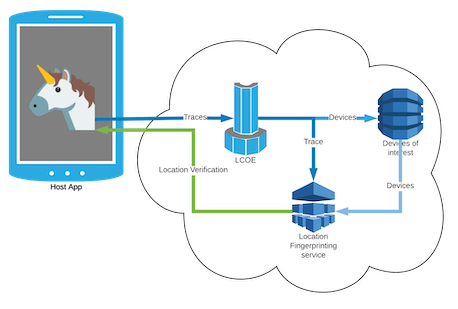 Traces
Devices
LCOE
Trace
Devices of
interest
Location Verification
Devices
Host App
Location
Fingerprinting
service